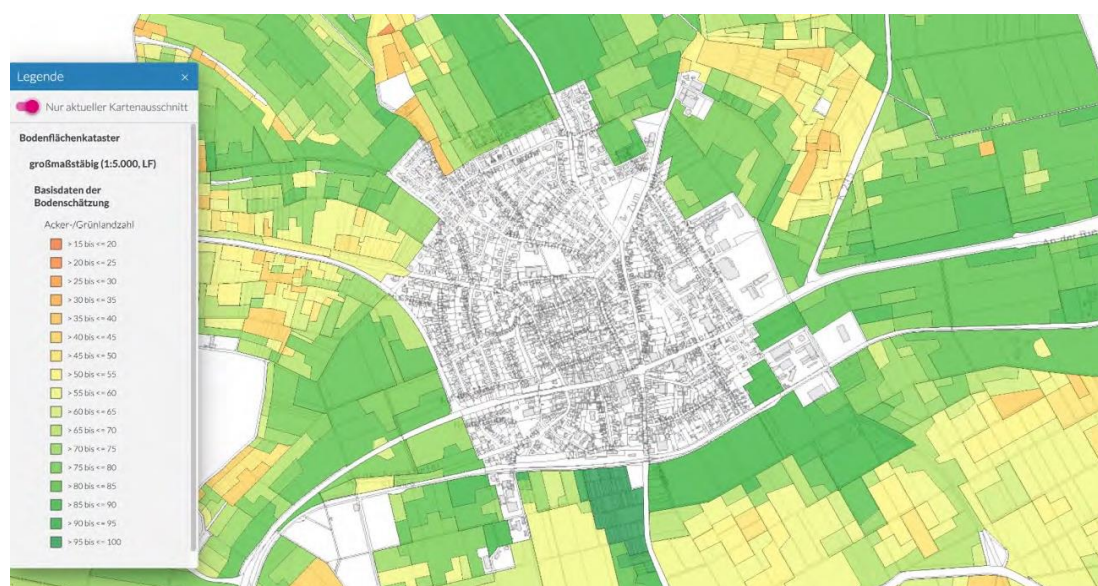 Legende ×
Nur aktueller Kartenausschnitt
Bodenflächenkataster
großmaßstäbig (1:5.000, LF)
Basisdaten der
Bodenschätzung
Acker-/Grünlandzahl
> 15 bis <= 20
> 20 bis <= 25
> 25 bis <= 30
> 30 bis <= 35
> 35 bis <= 40
> 40 bis <= 45
> 45 bis <= 50
> 50 bis <= 55
> 55 bis <= 60
> 60 bis <= 65
> 65 bis <= 70
> 70 bis <= 75
> 75 bis <= 80
> 80 bis <= 85
> 85 bis <= 90
> 90 bis <= 95
> 95 bis <= 100
An der